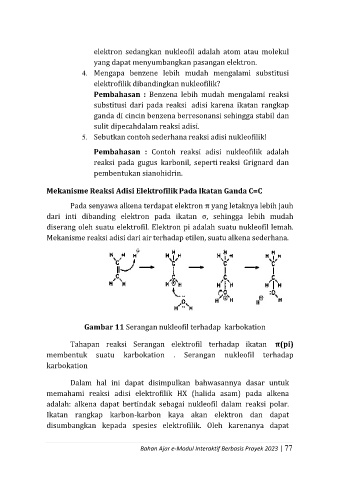 elektron sedangkan nukleofil adalah atom atau molekul
yang dapat menyumbangkan pasangan elektron.
4. Mengapa benzene lebih mudah mengalami substitusi
elektrofilik dibandingkan nukleofilik?
Pembahasan : Benzena lebih mudah mengalami reaksi
substitusi dari pada reaksi adisi karena ikatan rangkap
ganda di cincin benzena berresonansi sehingga stabil dan
sulit dipecahdalam reaksi adisi.
5. Sebutkan contoh sederhana reaksi adisi nukleofilik!
Pembahasan : Contoh reaksi adisi nukleofilik adalah
reaksi pada gugus karbonil, seperti reaksi Grignard dan
pembentukan sianohidrin.
Mekanisme Reaksi Adisi Elektrofilik Pada Ikatan Ganda C=C
Pada senyawa alkena terdapat elektron π yang letaknya lebih jauh
dari inti dibanding elektron pada ikatan σ, sehingga lebih mudah
diserang oleh suatu elektrofil. Elektron pi adalah suatu nukleofil lemah.
Mekanisme reaksi adisi dari air terhadap etilen, suatu alkena sederhana.
Gambar 11 Serangan nukleofil terhadap karbokation
Tahapan reaksi Serangan elektrofil terhadap ikatan π(pi)
membentuk suatu karbokation . Serangan nukleofil terhadap
karbokation
Dalam hal ini dapat disimpulkan bahwasannya dasar untuk
memahami reaksi adisi elektrofilik HX (halida asam) pada alkena
adalah: alkena dapat bertindak sebagai nukleofil dalam reaksi polar.
Ikatan rangkap karbon-karbon kaya akan elektron dan dapat
disumbangkan kepada spesies elektrofilik. Oleh karenanya dapat
Bahan Ajar e-Modul Interaktif Berbasis Proyek 2023 | 77